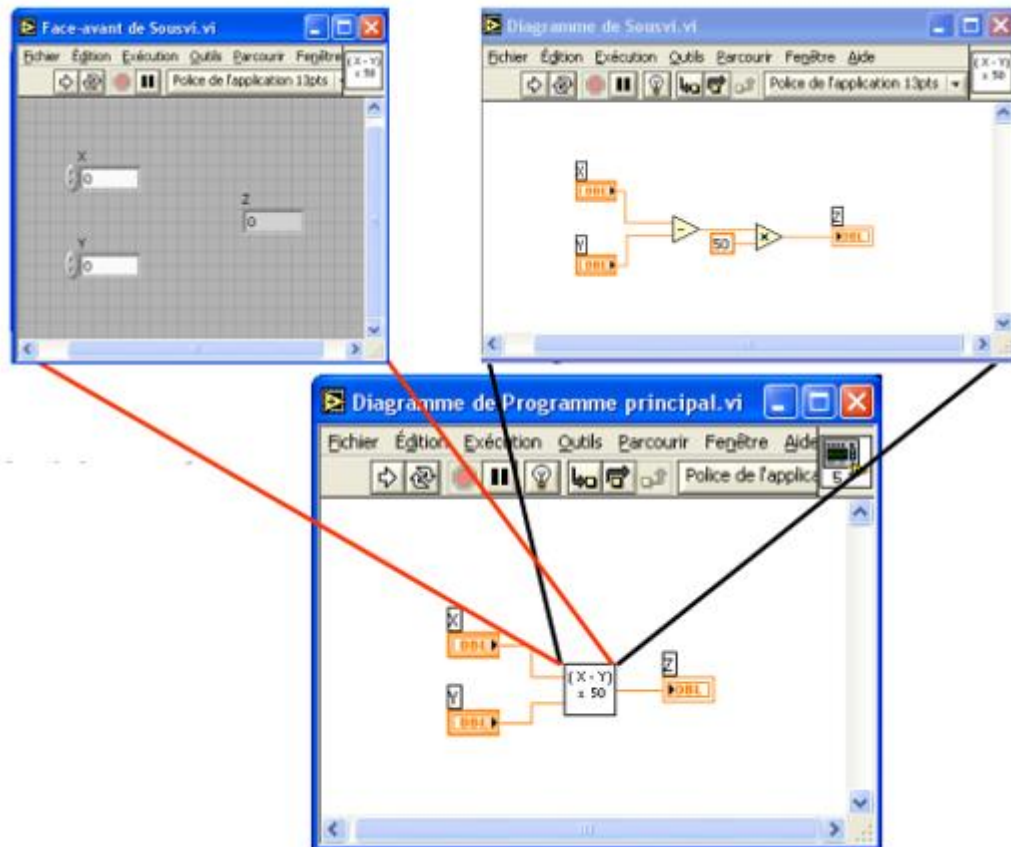 Face-avant de Sousvi.vi
Fichier Édition Exécution Outils Parcourir Fenêtre
(X-Y)
x 50
Police de l'application 13pts
X
0
Z
0
Y
0
Diagramme de Sousvi.vi
Fichier Édition Exécution Outils Parcourir Fenêtre Aide
(X-Y)
x 50
Police de l'application 13pts
X
DBL
Y
DBL
-
50
x
Z
DBL
Diagramme de Programme principal.vi
Fichier Édition Exécution Outils Parcourir Fenêtre Aide
Police de l'applica
5
X
DBL
Y
DBL
(X-Y)
x 50
Z
DBL